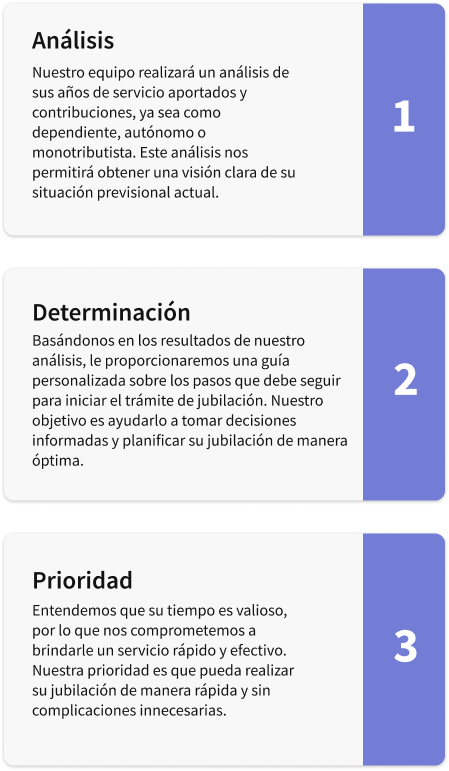 Análisis
Nuestro equipo realizará un análisis de
sus años de servicio aportados y
contribuciones, ya sea como
dependiente, autónomo o
monotributista. Este análisis nos
permitirá obtener una visión clara de su
situación previsional actual.
1
Determinación
Basándonos en los resultados de nuestro
análisis, le proporcionaremos una guía
personalizada sobre los pasos que debe seguir
para iniciar el trámite de jubilación. Nuestro
objetivo es ayudarlo a tomar decisiones
informadas y planificar su jubilación de manera
óptima.
2
Prioridad
Entendemos que su tiempo es valioso,
por lo que nos comprometemos a
brindarle un servicio rápido y efectivo.
Nuestra prioridad es que pueda realizar
su jubilación de manera rápida y sin
complicaciones innecesarias.
3